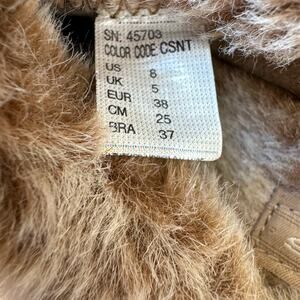 SN: 45703
COLOR CODE CSNT
US 8
UK 5
EUR 38
CM 25
BRA 37